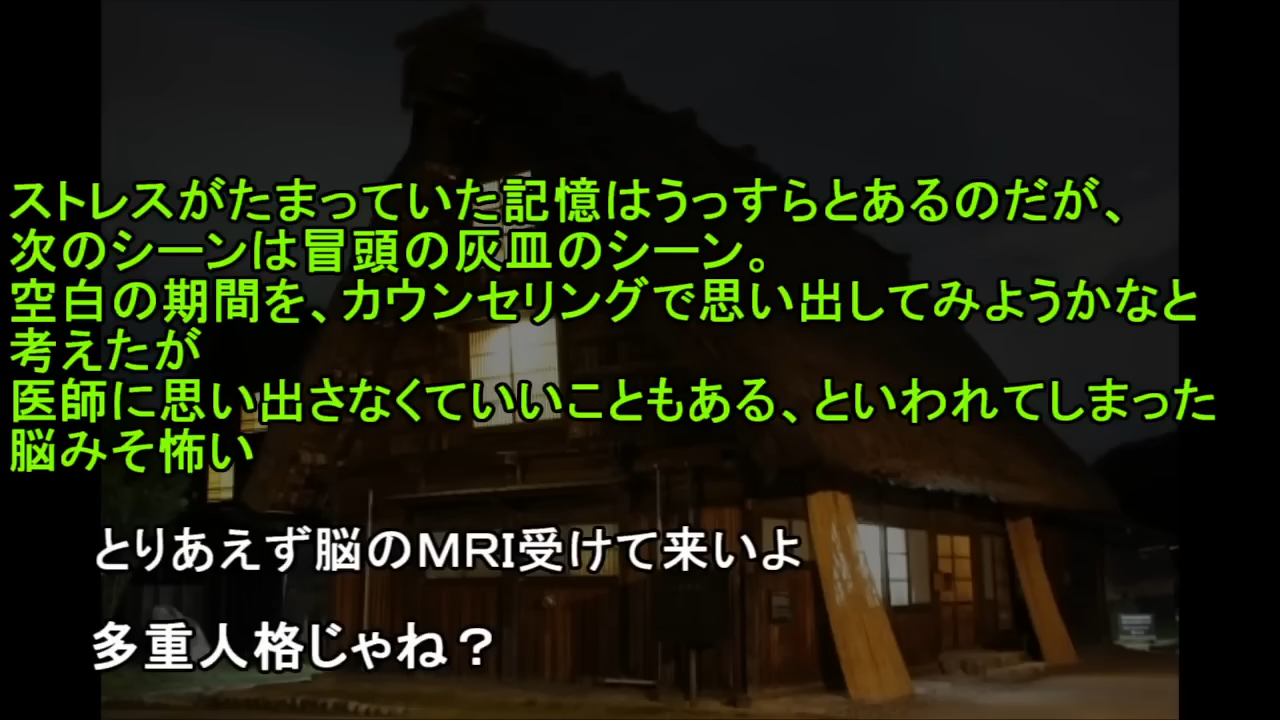 ストレスがたまっていた記憶はうっすらとあるのだが、
次のシーンは冒頭の灰皿のシーン。
空白の期間を、カウンセリングで思い出してみようかなと
考えたが
医師に思い出さなくていいこともある、といわれてしまった
脳みそ怖い
とりあえず脳のMRI受けて来いよ
多重人格じゃね？